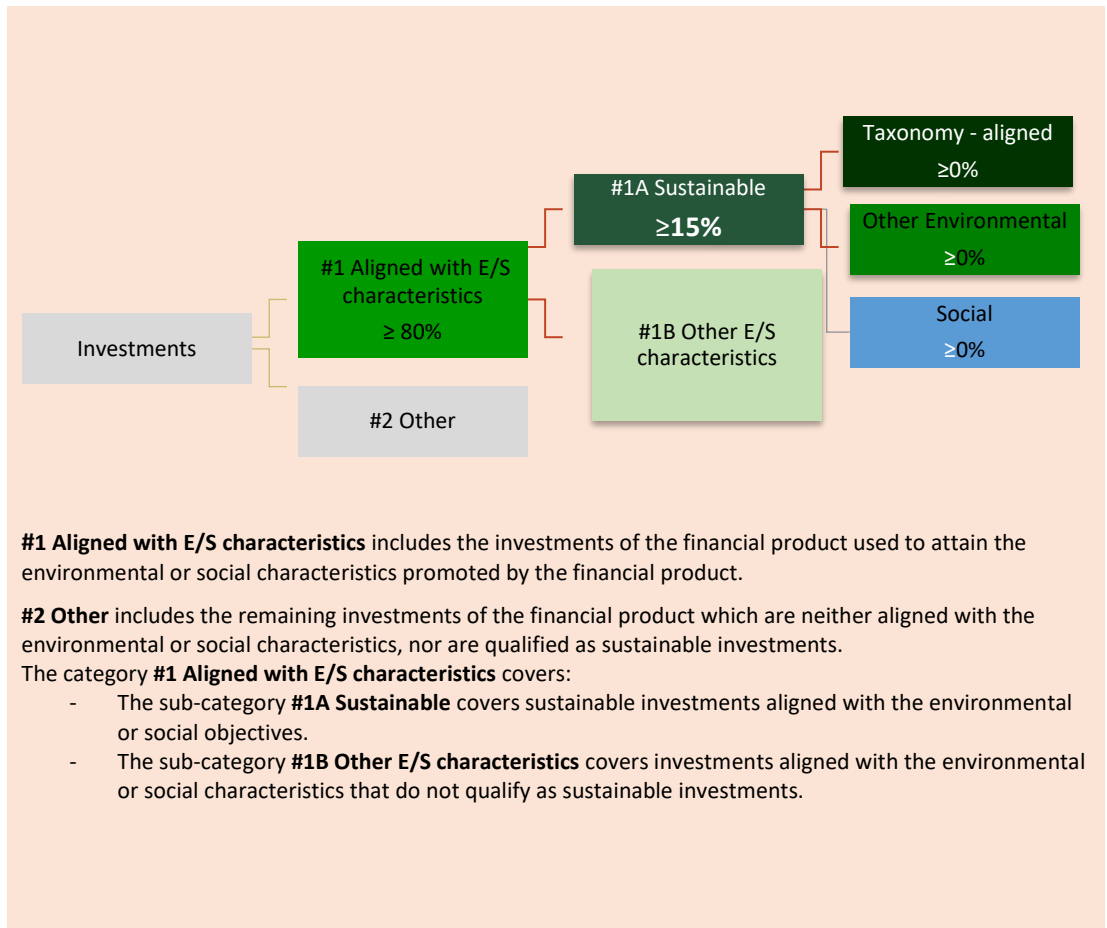 Taxonomy - aligned
≥0%
#1A Sustainable
≥15%
Other Environmental
≥0%
#1 Aligned with E/S
characteristics
≥ 80%
Social
≥0%
#1B Other E/S
characteristics
Investments
#2 Other
#1 Aligned with E/S characteristics includes the investments of the financial product used to attain the
environmental or social characteristics promoted by the financial product.
#2 Other includes the remaining investments of the financial product which are neither aligned with the
environmental or social characteristics, nor are qualified as sustainable investments.
The category #1 Aligned with E/S characteristics covers:
- The sub-category #1A Sustainable covers sustainable investments aligned with the environmental
or social objectives.
- The sub-category #1B Other E/S characteristics covers investments aligned with the environmental
or social characteristics that do not qualify as sustainable investments.